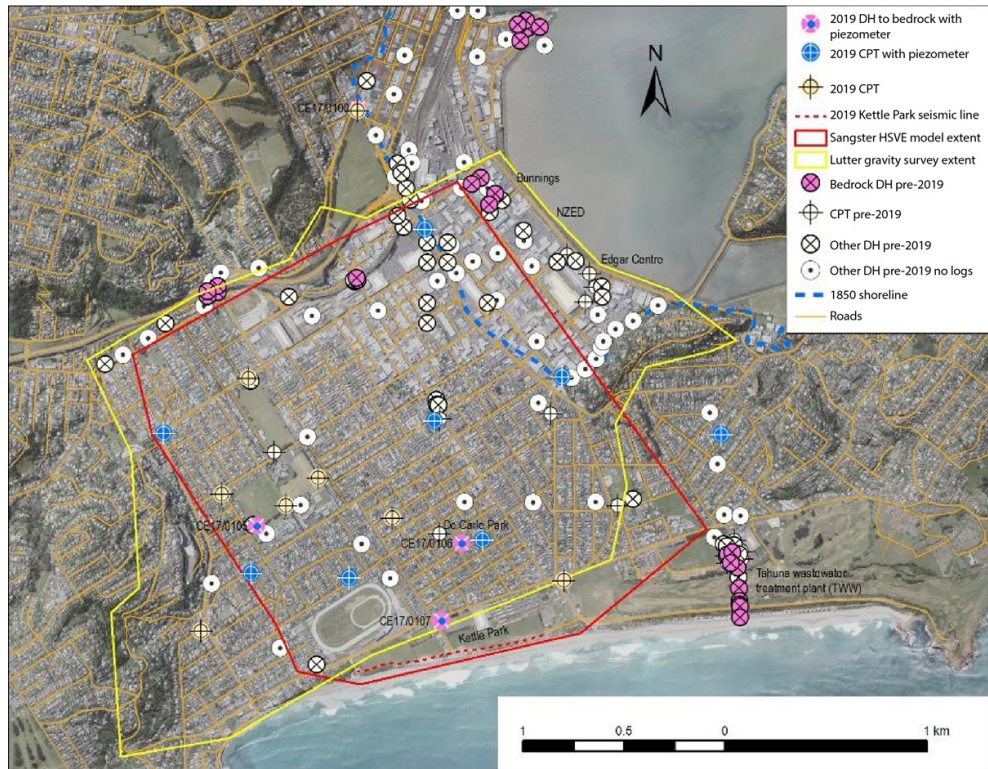 2019 DH to bedrock with
piezometer
2019 CPT with piezometer
2019 CPT
2019 Kettle Park seismic line
Sangster HSVE model extent
Lutter gravity survey extent
Bedrock DH pre-2019
CPT pre-2019
Other DH pre-2019
Other DH pre-2019 no logs
1850 shoreline
Roads
N
CE17/0100
Bunnings
NZED
Edgar Centre
CE17/0105
De Carle Park
CE17/0106
CE17/0107
Kettle Park
Tahuna wastewater
treatment plant (TWW)
1 0.5 0 1 km